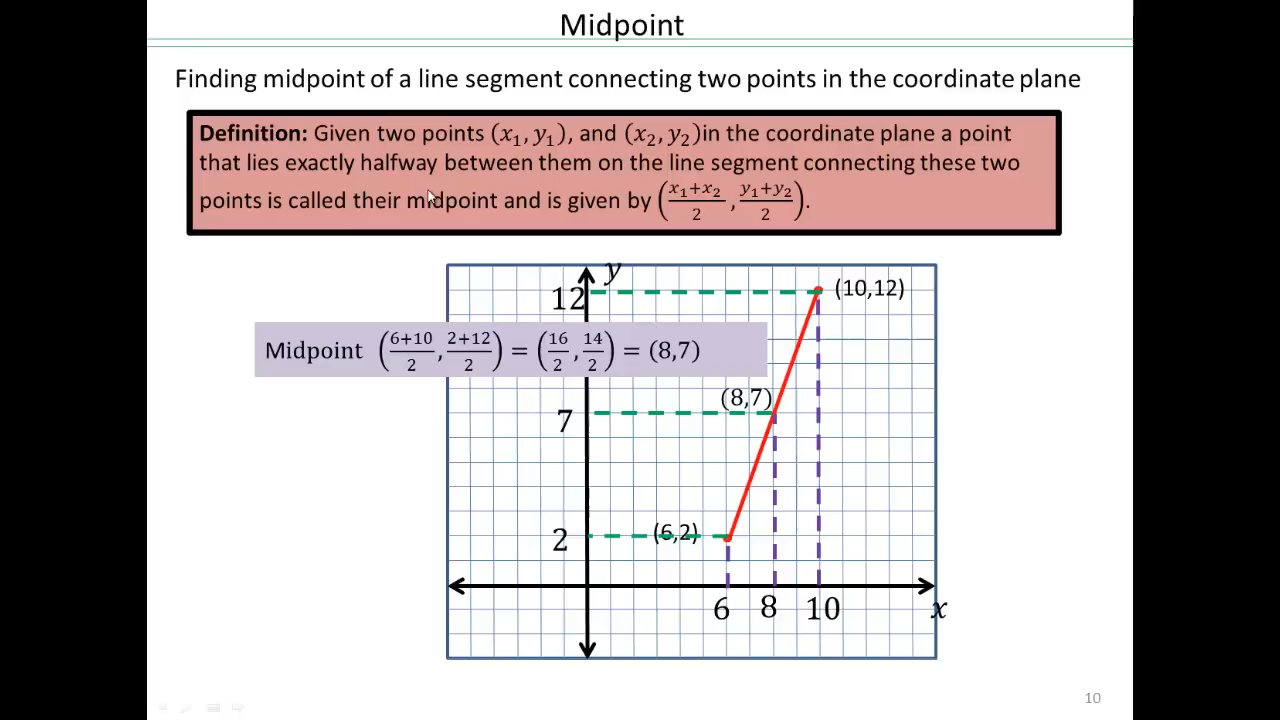 Midpoint
Finding midpoint of a line segment connecting two points in the coordinate plane
Definition: Given two points (x₁, y₁), and (x₂, y₂)in the coordinate plane a point
that lies exactly halfway between them on the line segment connecting these two
points is called their midpoint and is given by ((x₁+x₂)/2, (y₁+y₂)/2).
y
12
(10,12)
Midpoint ((6+10)/2, (2+12)/2) = (16/2, 14/2) = (8,7)
(8,7)
7
(6,2)
2
6 8 10 x
10